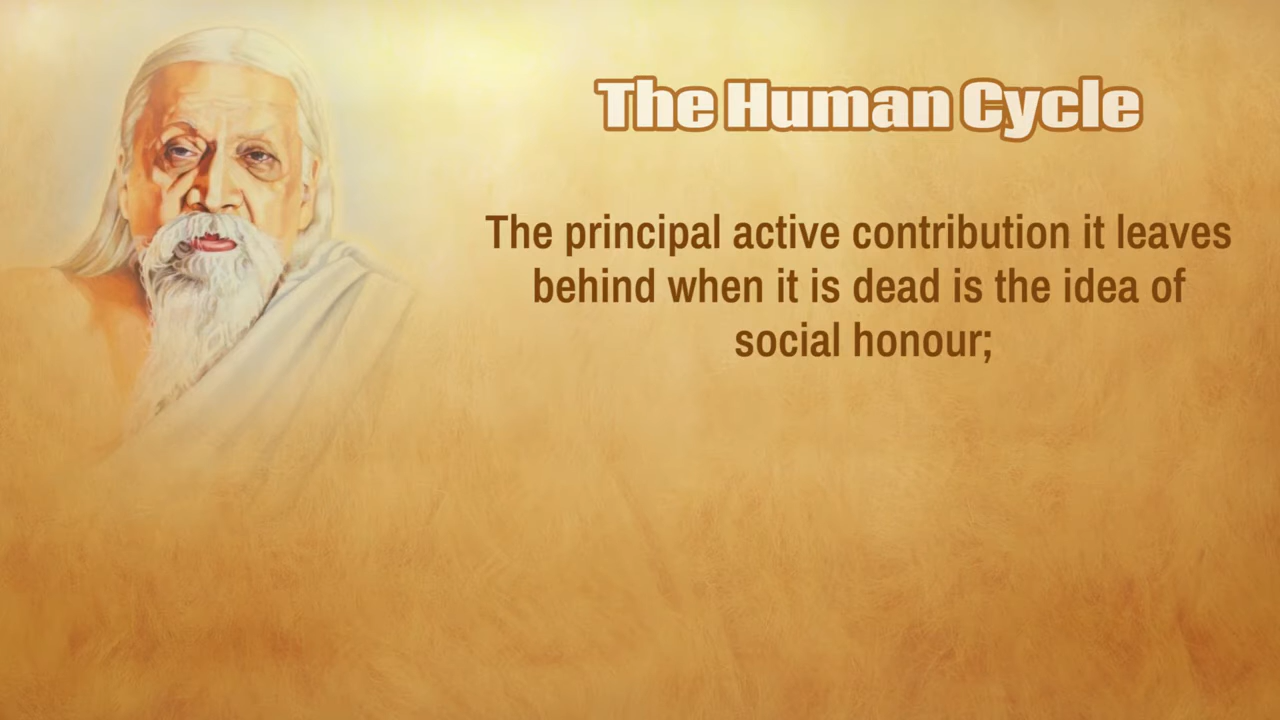 The Human Cycle
The principal active contribution it leaves
behind when it is dead is the idea of
social honour;